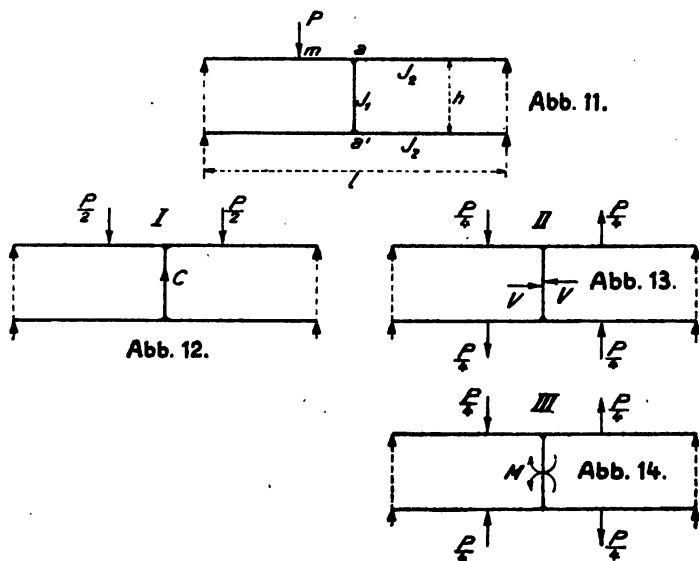 P
m a
J₂
J₁ h
Abb. 11.
a' J₂
l
P/2 I P/2
C
Abb. 12.
P/4 II P/4
V V Abb. 13.
P/4 P/4
P/4 III P/4
M Abb. 14.
P/4 P/4